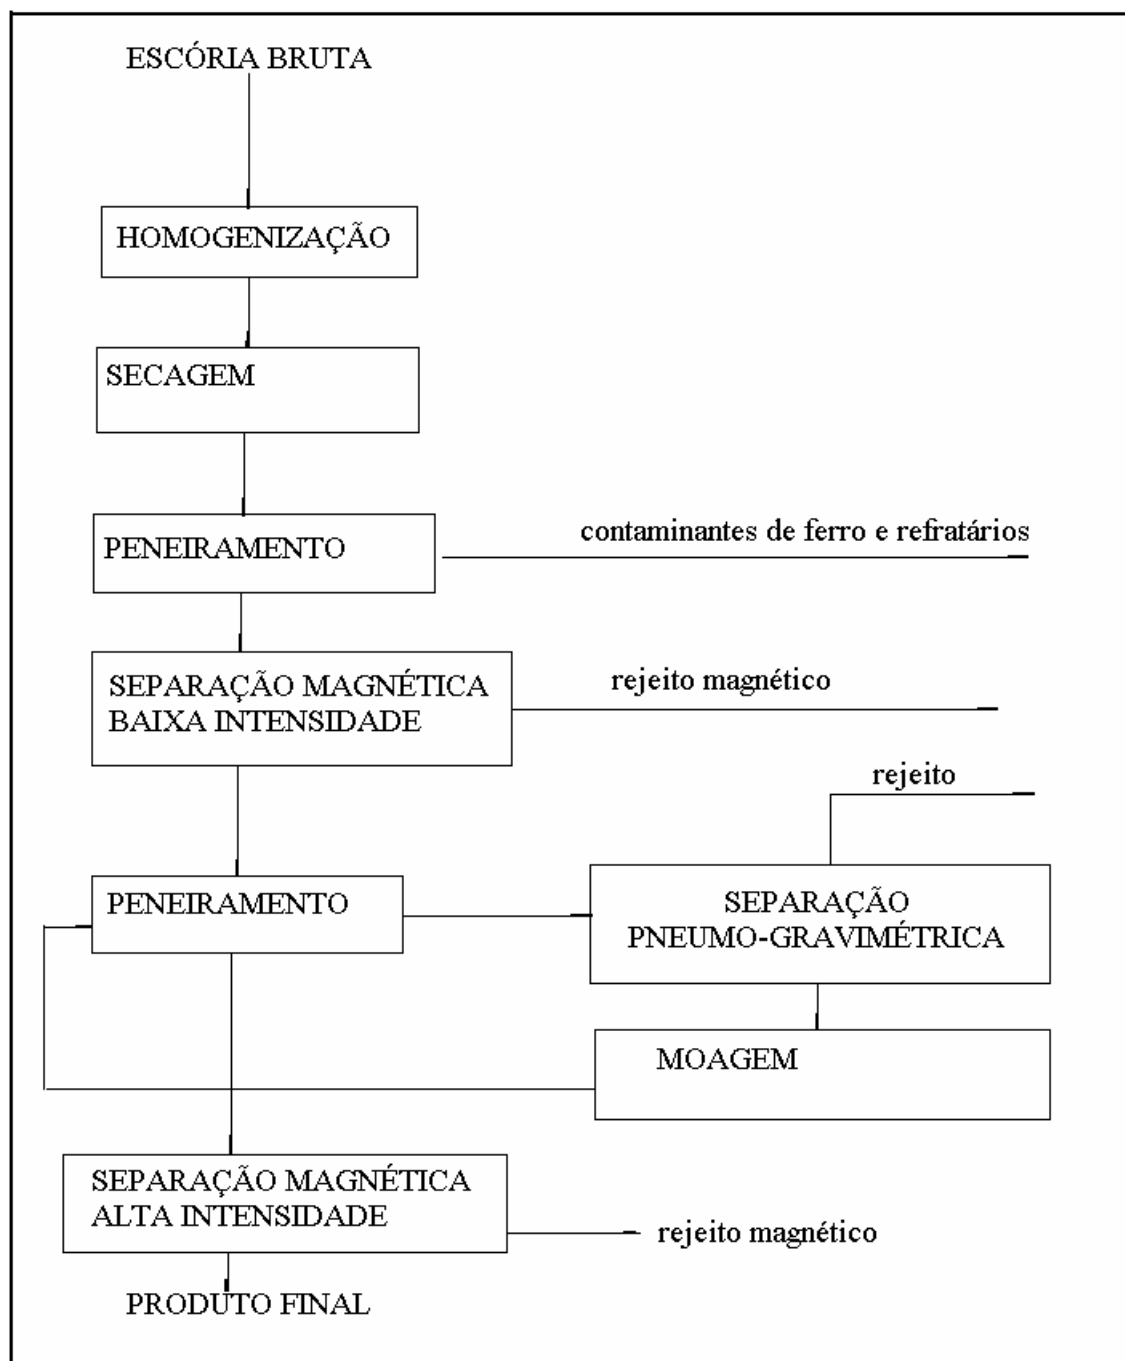 ESCÓRIA BRUTA
HOMOGENIZAÇÃO
SECAGEM
PENEIRAMENTO
contaminantes de ferro e refratários
SEPARAÇÃO MAGNÉTICA
BAIXA INTENSIDADE
rejeito magnético
rejeito
PENEIRAMENTO
SEPARAÇÃO
PNEUMO-GRAVIMÉTRICA
MOAGEM
SEPARAÇÃO MAGNÉTICA
ALTA INTENSIDADE
rejeito magnético
PRODUTO FINAL